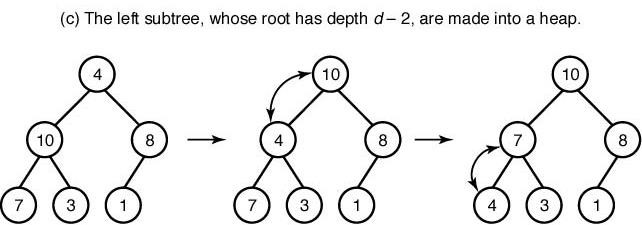 (c) The left subtree, whose root has depth d – 2, are made into a heap.
4 10 10
10 8 4 8 7 8
7 3 1 7 3 1 4 3 1